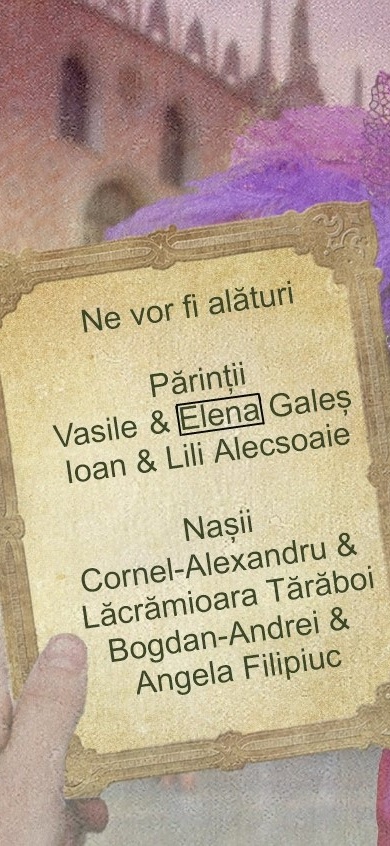 Ne vor fi alături
Părinții
Vasile & Elena Galeș
Ioan & Lili Alecsoaie
Nașii
Cornel-Alexandru &
Lăcrămioara Tărăboi
Bogdan-Andrei &
Angela Filipiuc